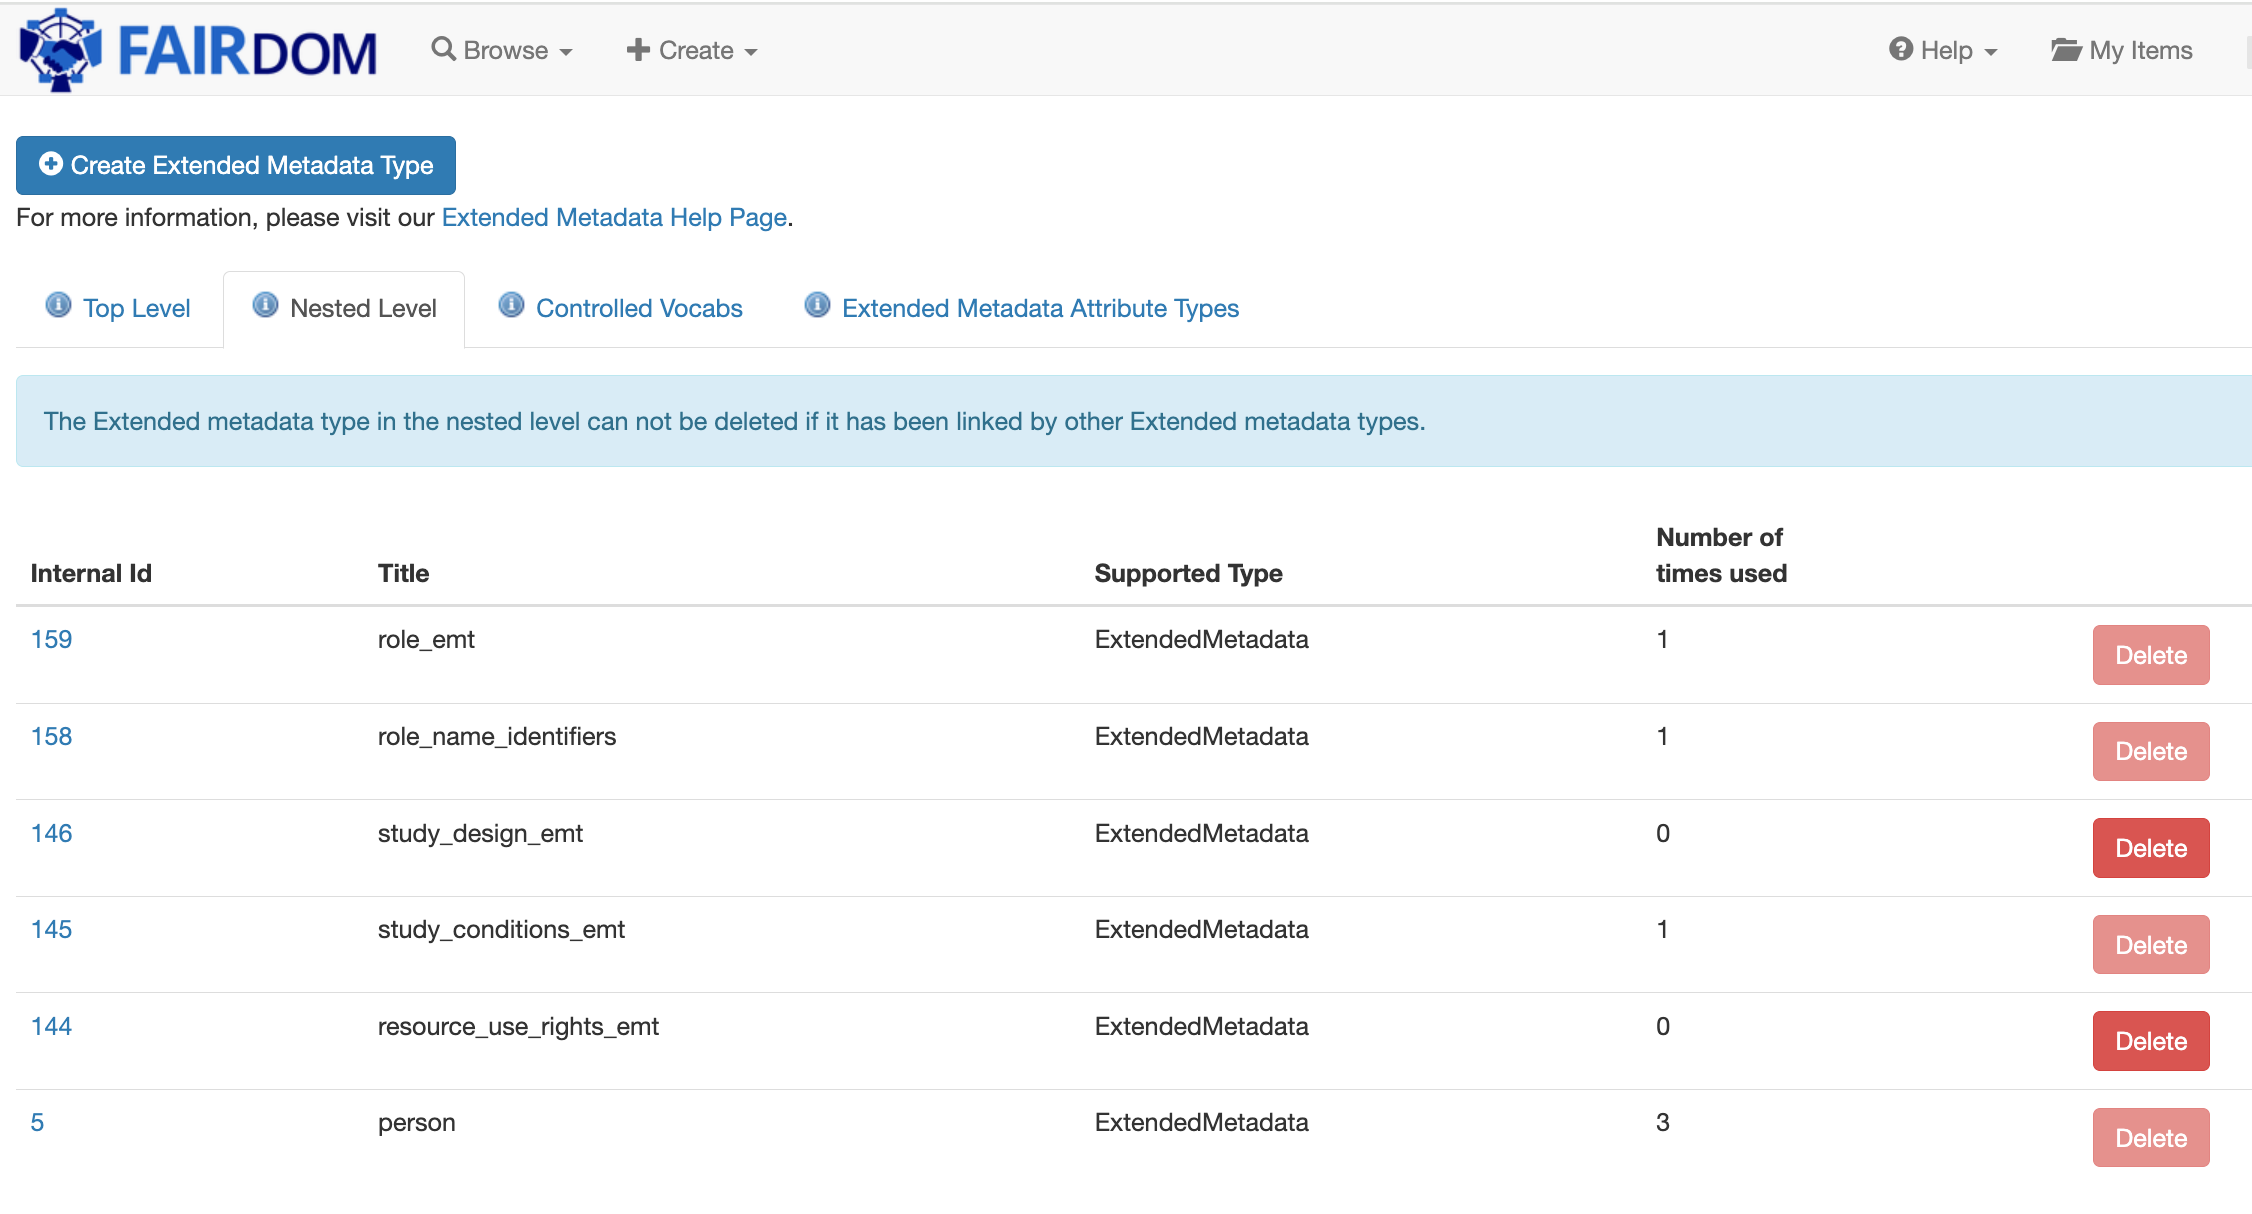 FAIRDOM Browse Create Help My Items
Create Extended Metadata Type
For more information, please visit our Extended Metadata Help Page.
Top Level Nested Level Controlled Vocabs Extended Metadata Attribute Types
The Extended metadata type in the nested level can not be deleted if it has been linked by other Extended metadata types.
Internal Id Title Supported Type Number of times used
159 role_emt ExtendedMetadata 1 Delete
158 role_name_identifiers ExtendedMetadata 1 Delete
146 study_design_emt ExtendedMetadata 0 Delete
145 study_conditions_emt ExtendedMetadata 1 Delete
144 resource_use_rights_emt ExtendedMetadata 0 Delete
5 person ExtendedMetadata 3 Delete